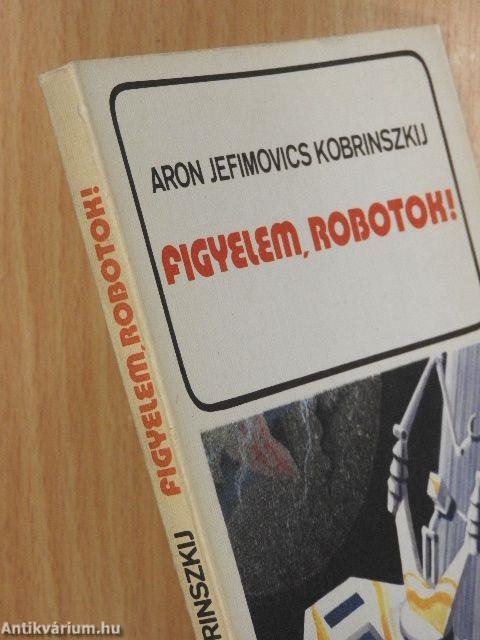 ARON JEFIMOVICS KOBRINSZKIJ
FIGYELEM, ROBOTOK!
FIGYELEM, ROBOTOK!
RINSZKIJ
Antikvárium.hu